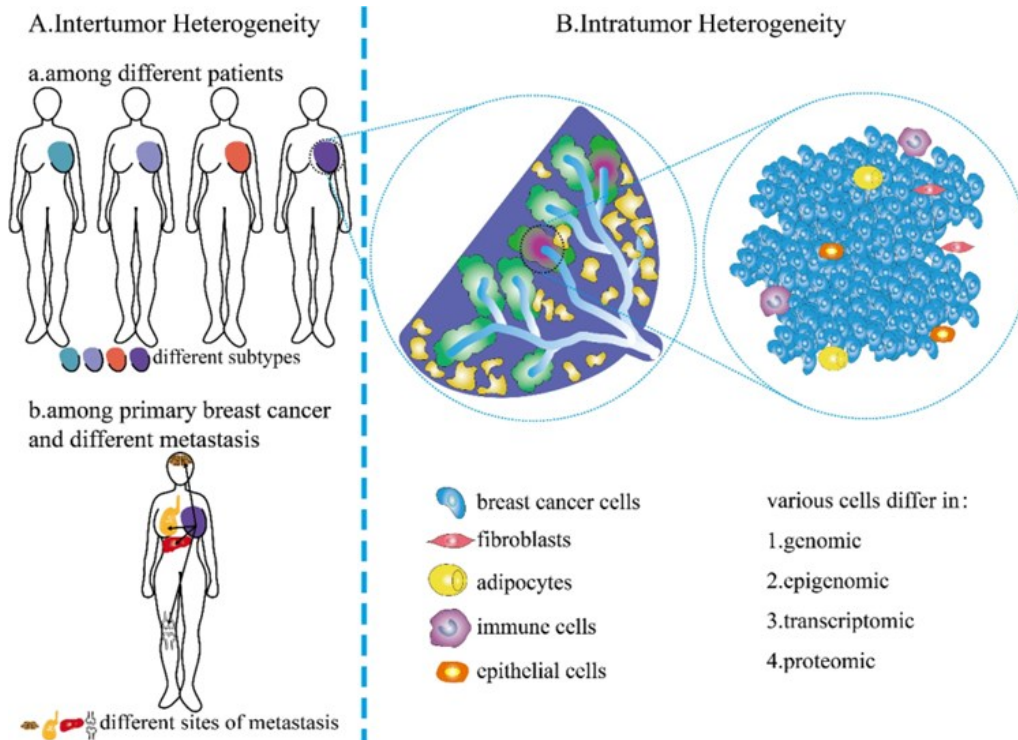 A.Intertumor Heterogeneity
a.among different patients
different subtypes
b.among primary breast cancer
and different metastasis
different sites of metastasis
B.Intratumor Heterogeneity
breast cancer cells
fibroblasts
adipocytes
immune cells
epithelial cells
various cells differ in:
1.genomic
2.epigenomic
3.transcriptomic
4.proteomic